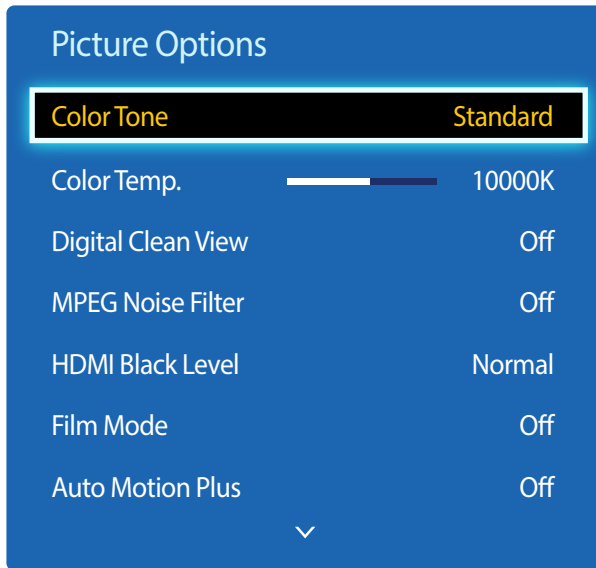 Picture Options
Color Tone Standard
Color Temp. 10000K
Digital Clean View Off
MPEG Noise Filter Off
HDMI Black Level Normal
Film Mode Off
Auto Motion Plus Off